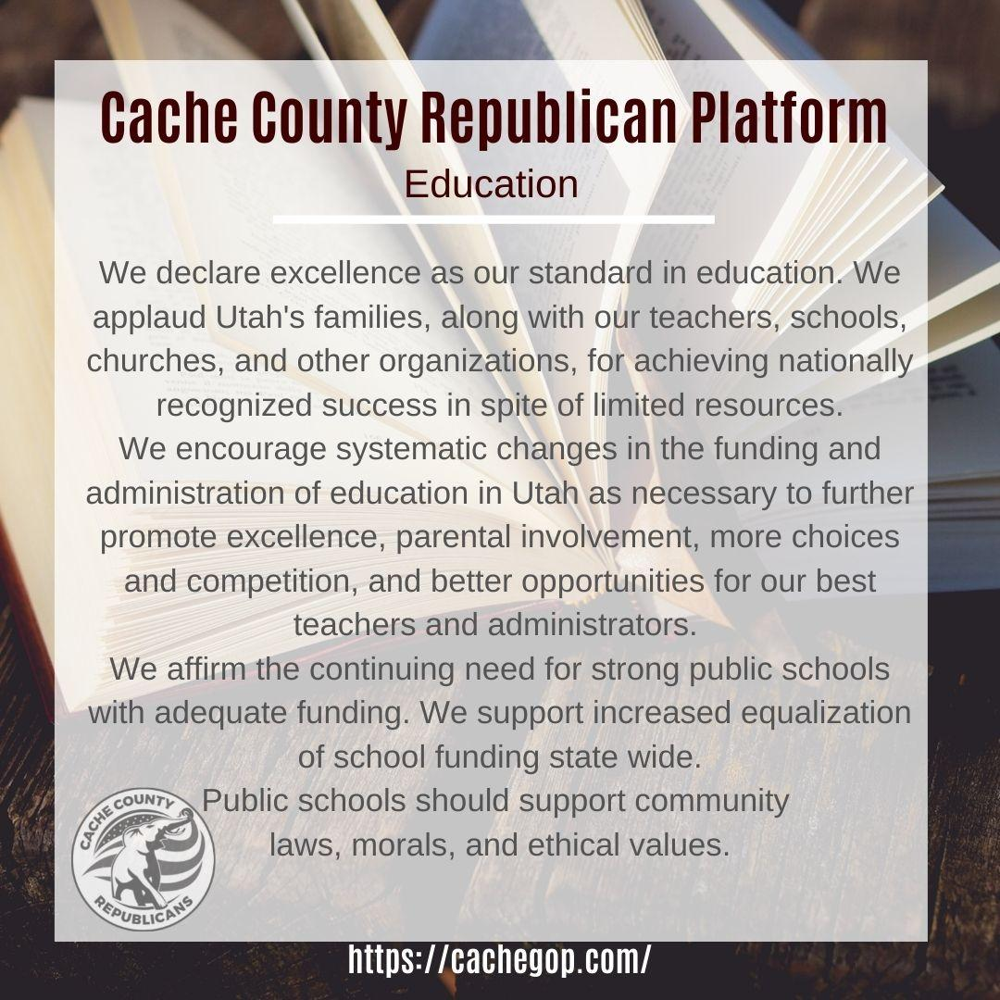 Cache County Republican Platform
Education
We declare excellence as our standard in education. We
applaud Utah's families, along with our teachers, schools,
churches, and other organizations, for achieving nationally
recognized success in spite of limited resources.
We encourage systematic changes in the funding and
administration of education in Utah as necessary to further
promote excellence, parental involvement, more choices
and competition, and better opportunities for our best
teachers and administrators.
We affirm the continuing need for strong public schools
with adequate funding. We support increased equalization
of school funding state wide.
Public schools should support community
laws, morals, and ethical values.
CACHE COUNTY
REPUBLICANS
https://cachegop.com/